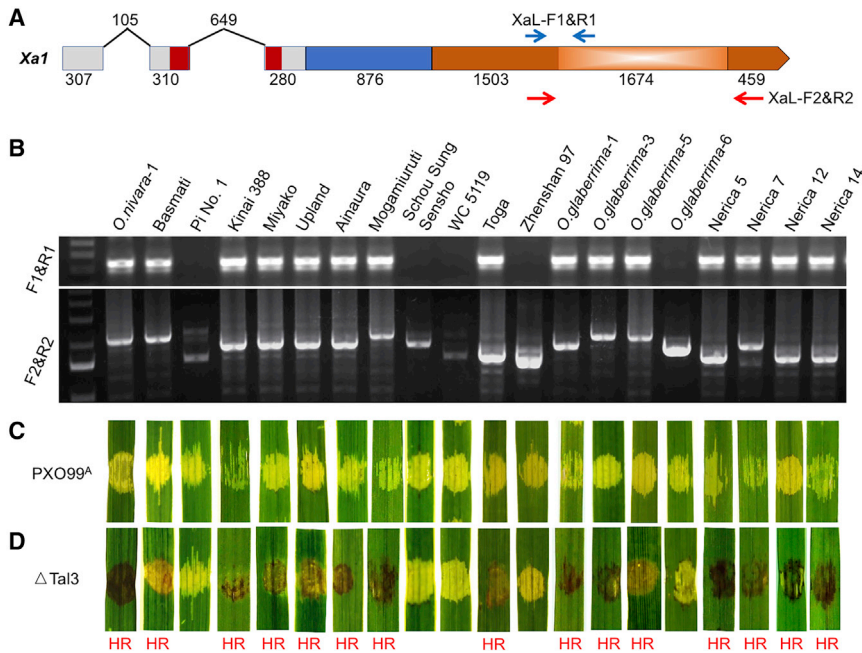 A
105
649
XaL-F1&R1
Xa1
307
310
280
876
1503
1674
459
XaL-F2&R2
B
O.nivara-1
Basmati
Pi No. 1
Kinai 388
Miyako
Upland
Ainaura
Mogamiuruti
Schou Sung
Sensho
WC 5119
Toga
Zhenshan 97
O.glaberrima-1
O.glaberrima-3
O.glaberrima-5
O.glaberrima-6
Nerica 5
Nerica 7
Nerica 12
Nerica 14
F1&R1
F2&R2
C
PXO99ᴬ
D
△Tal3
HR HR HR HR HR HR HR HR HR HR HR HR HR HR HR